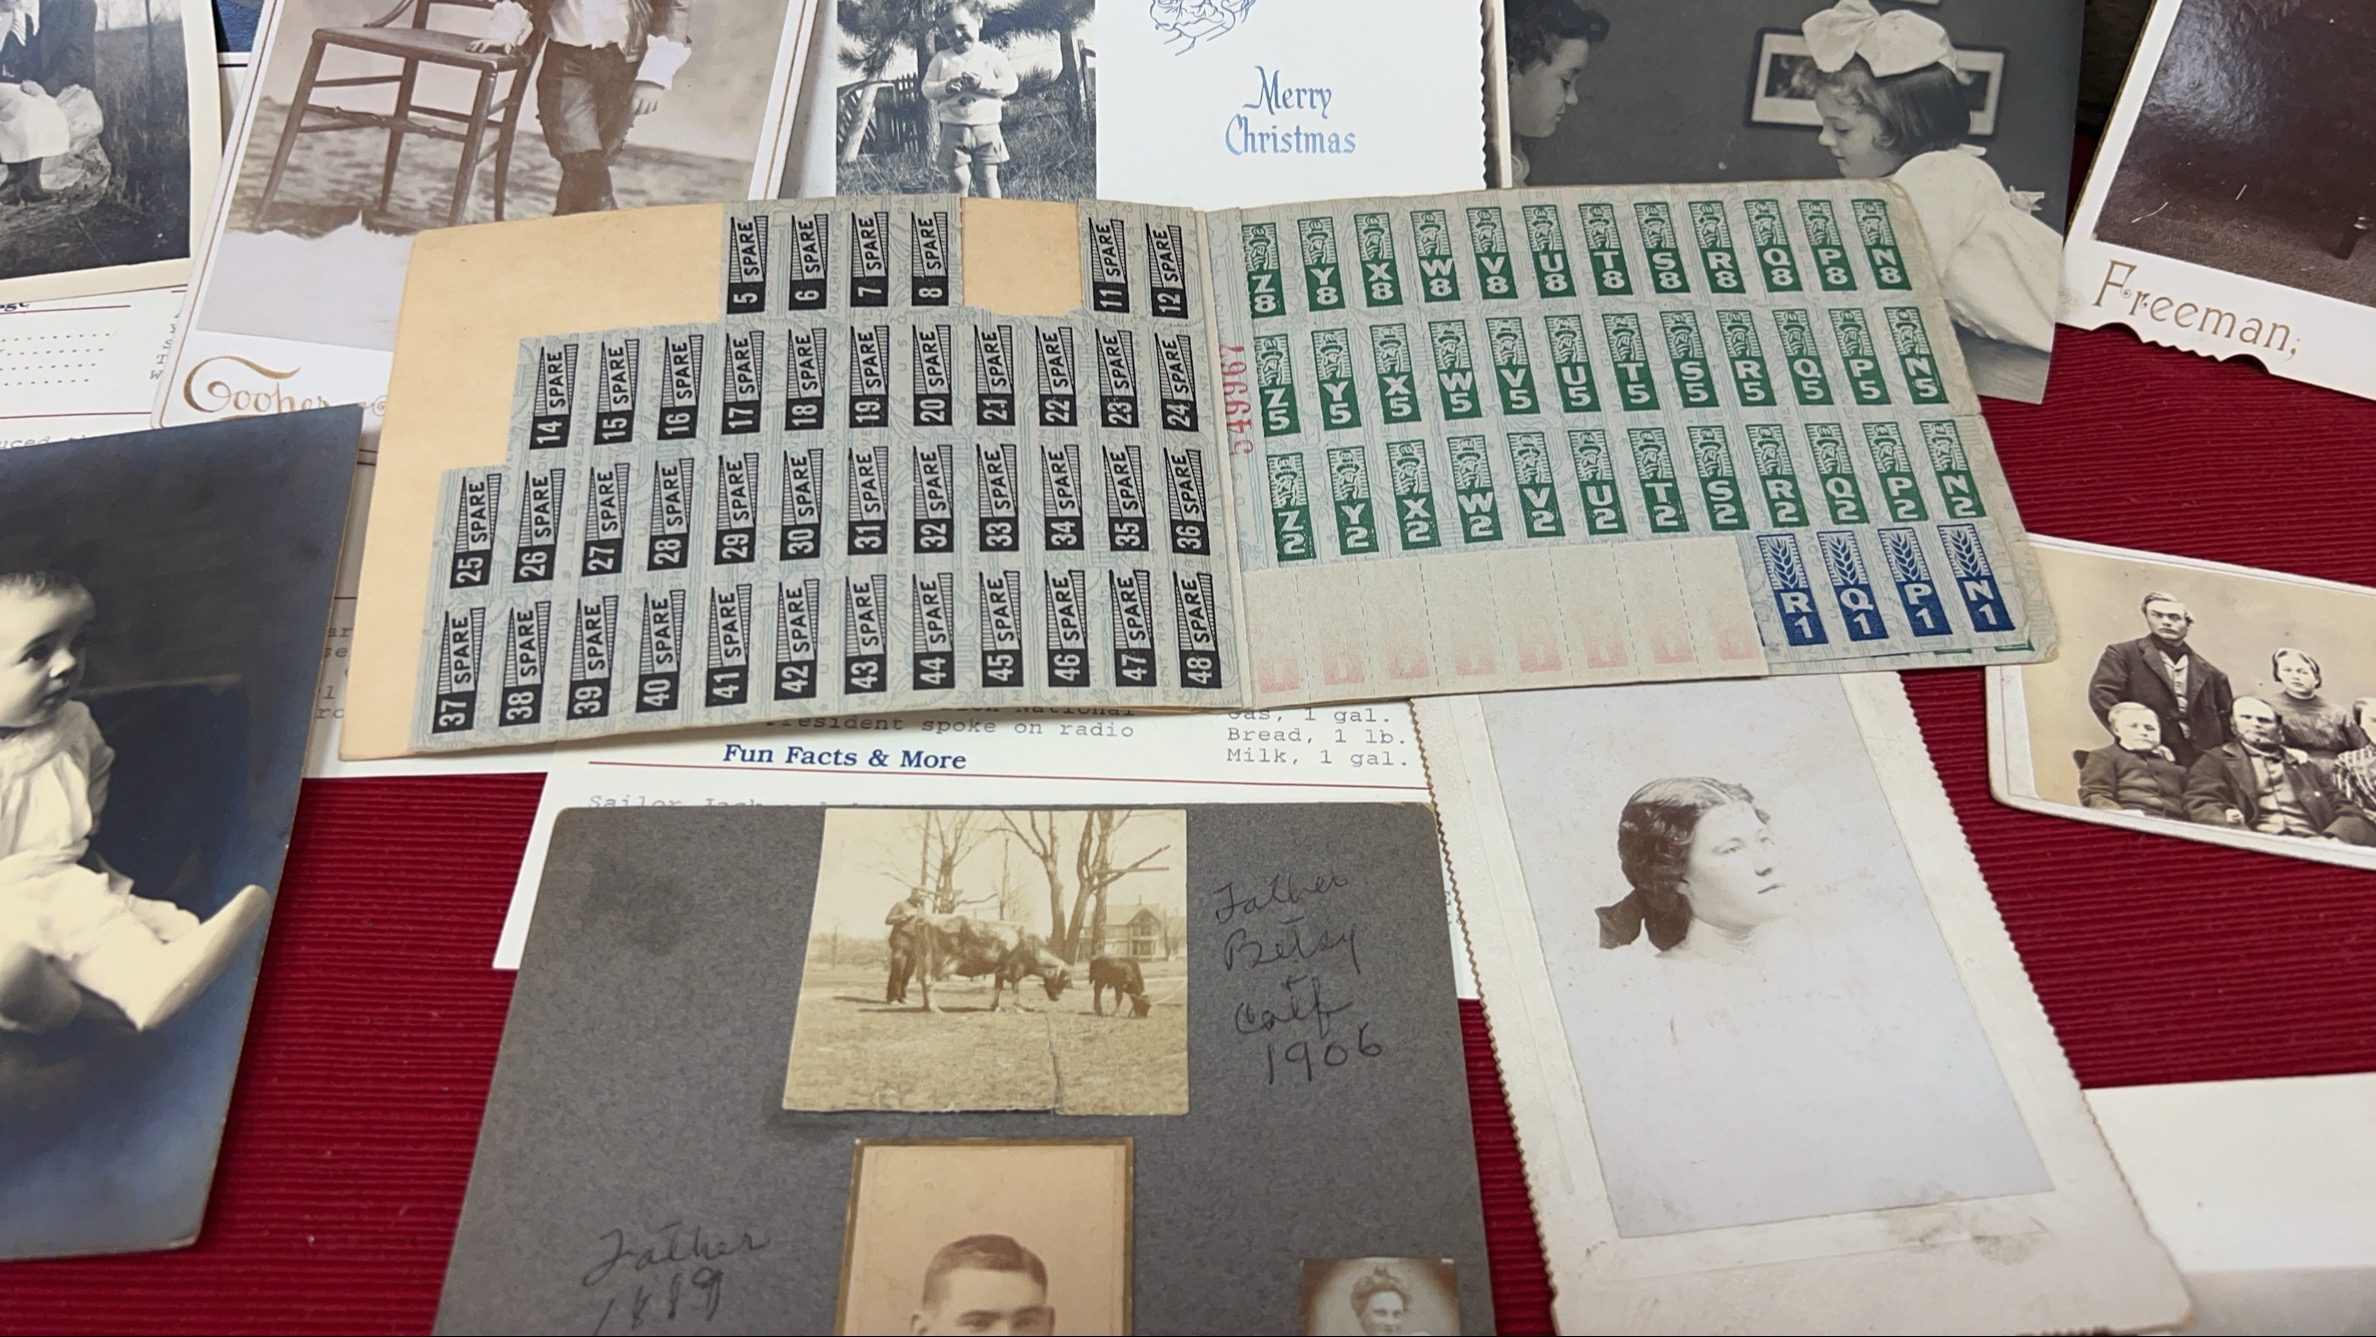 Merry
Christmas
Cooper
Freeman,
5 SPARE
6 SPARE
7 SPARE
8 SPARE
11 SPARE
12 SPARE
14 SPARE
15 SPARE
16 SPARE
17 SPARE
18 SPARE
19 SPARE
20 SPARE
21 SPARE
22 SPARE
23 SPARE
24 SPARE
25 SPARE
26 SPARE
27 SPARE
28 SPARE
29 SPARE
30 SPARE
31 SPARE
32 SPARE
33 SPARE
34 SPARE
35 SPARE
36 SPARE
37 SPARE
38 SPARE
39 SPARE
40 SPARE
41 SPARE
42 SPARE
43 SPARE
44 SPARE
45 SPARE
46 SPARE
47 SPARE
48 SPARE
549967
Z8
Y8
X8
W8
V8
U8
T8
S8
R8
Q8
P8
N8
Z5
Y5
X5
W5
V5
U5
T5
S5
R5
Q5
P5
N5
Z2
Y2
X2
W2
V2
U2
T2
S2
R2
Q2
P2
N2
R1
Q1
P1
N1
National
President spoke on radio
Gas, 1 gal.
Bread, 1 lb.
Milk, 1 gal.
Fun Facts & More
Sailor Jack
Father
+
Betsy
+
Calf
1906
Father
1889